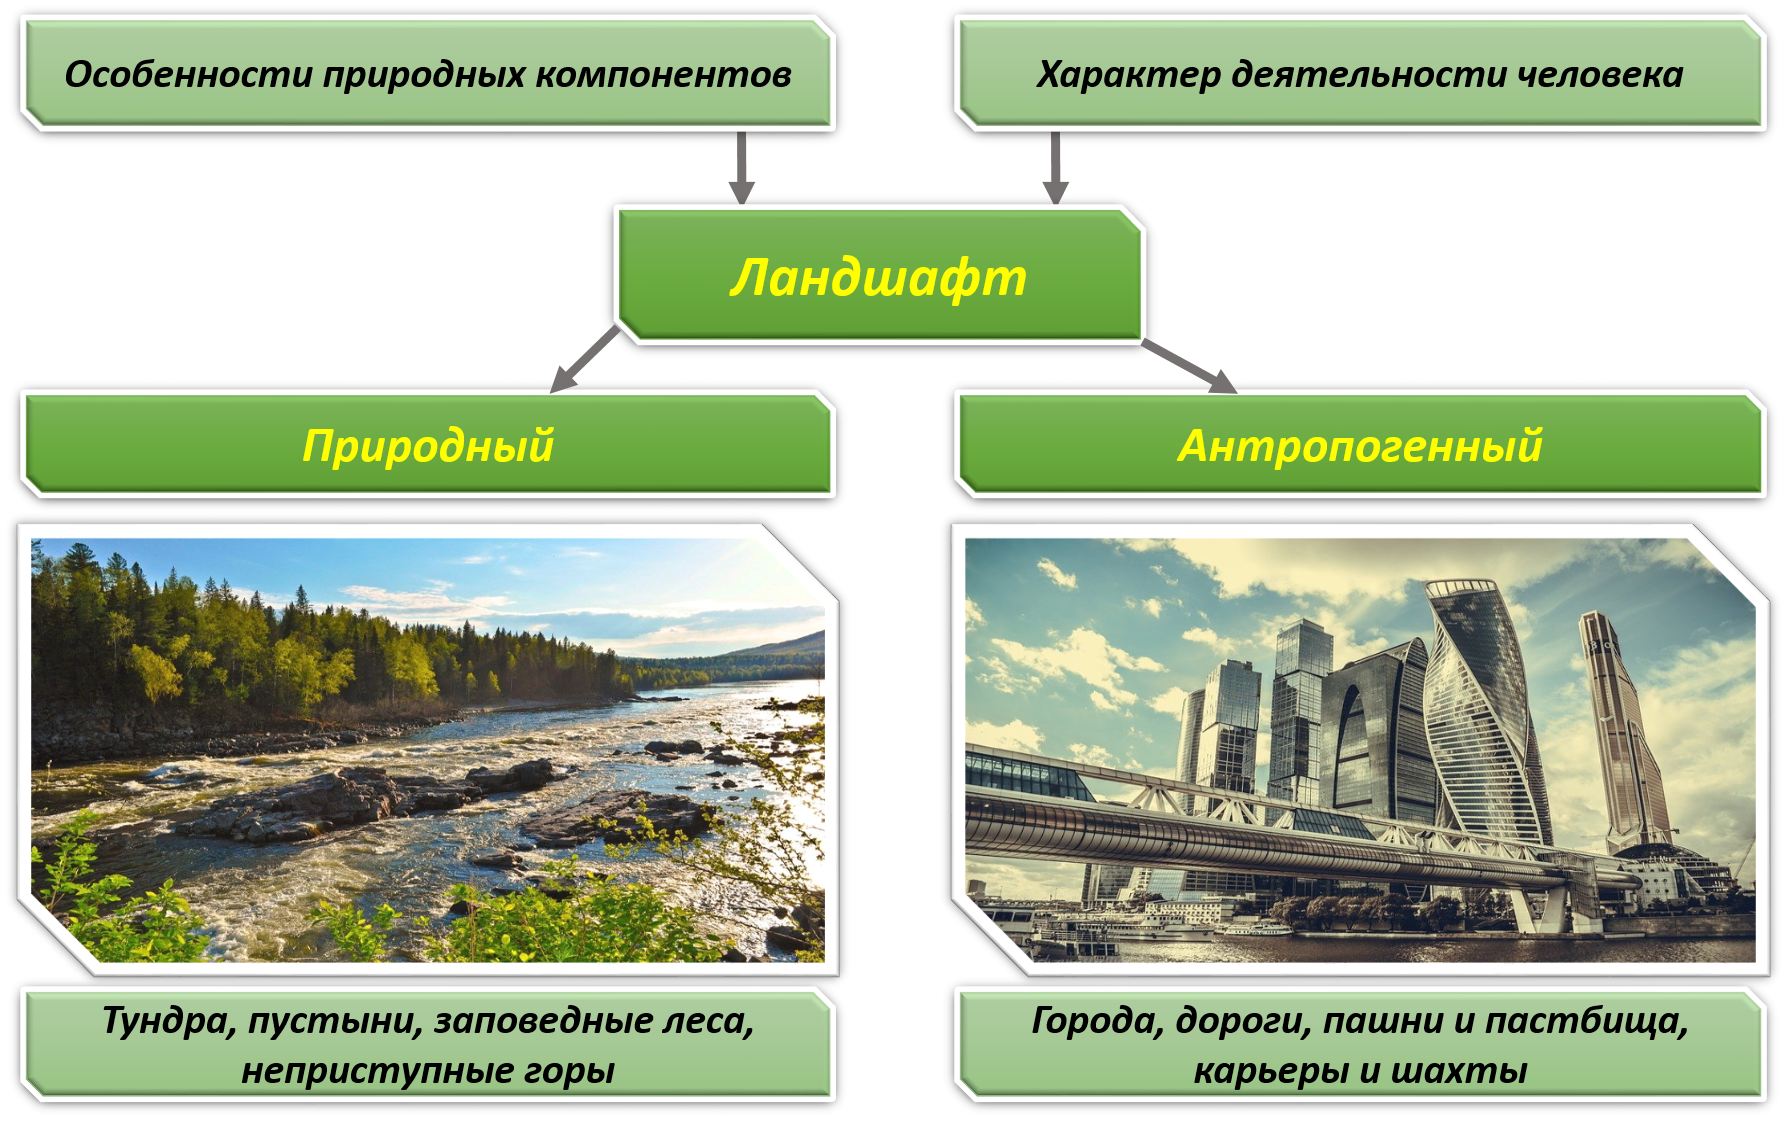 Особенности природных компонентов
Характер деятельности человека
Ландшафт
Природный
Антропогенный
Тундра, пустыни, заповедные леса,
неприступные горы
Города, дороги, пашни и пастбища,
карьеры и шахты